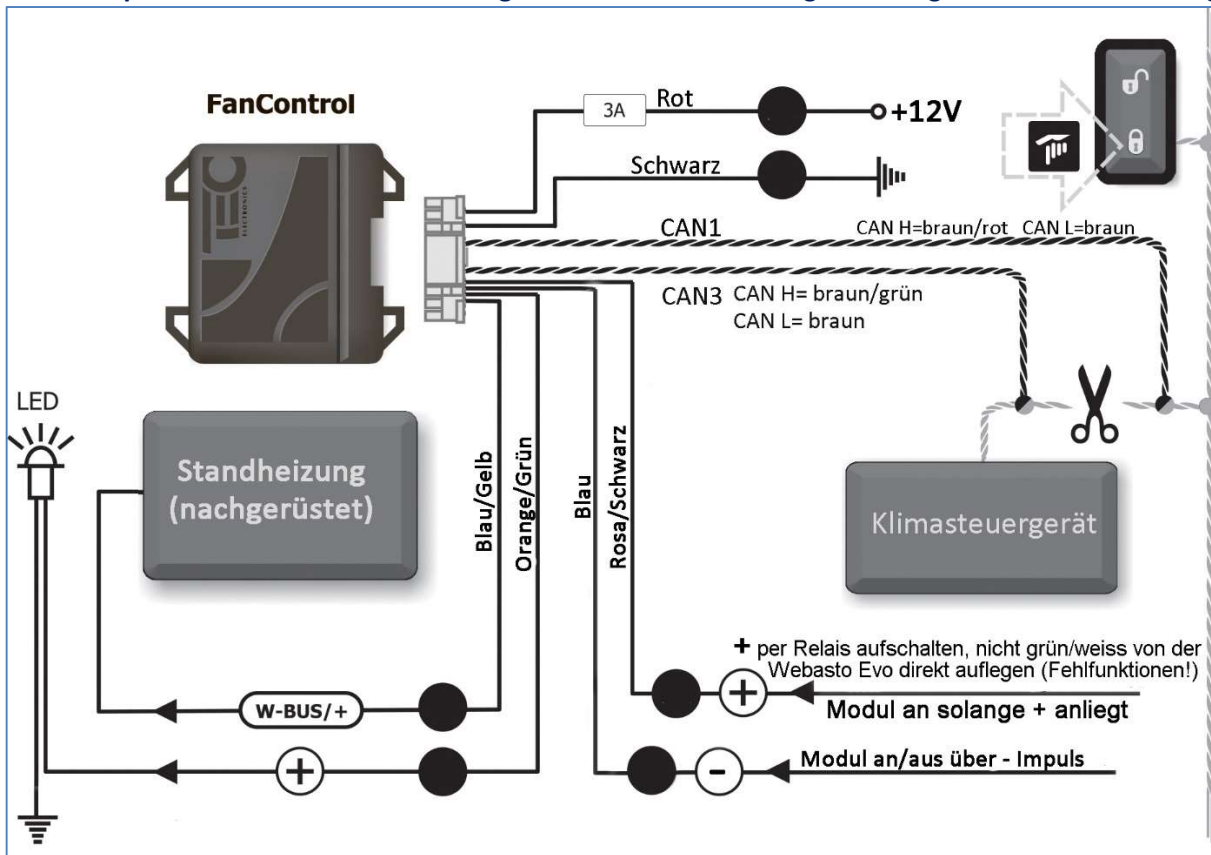 FanControl
TEC
ELECTRONICS
3A
Rot
+12V
Schwarz
CAN1
CAN H=braun/rot CAN L=braun
CAN3 CAN H= braun/grün
CAN L= braun
LED
Standheizung
(nachgerüstet)
Blau/Gelb
Orange/Grün
Blau
Rosa/Schwarz
Klimasteuergerät
+ per Relais aufschalten, nicht grün/weiss von der
Webasto Evo direkt auflegen (Fehlfunktionen!)
W-BUS/+
+
Modul an solange + anliegt
+
-
Modul an/aus über - Impuls